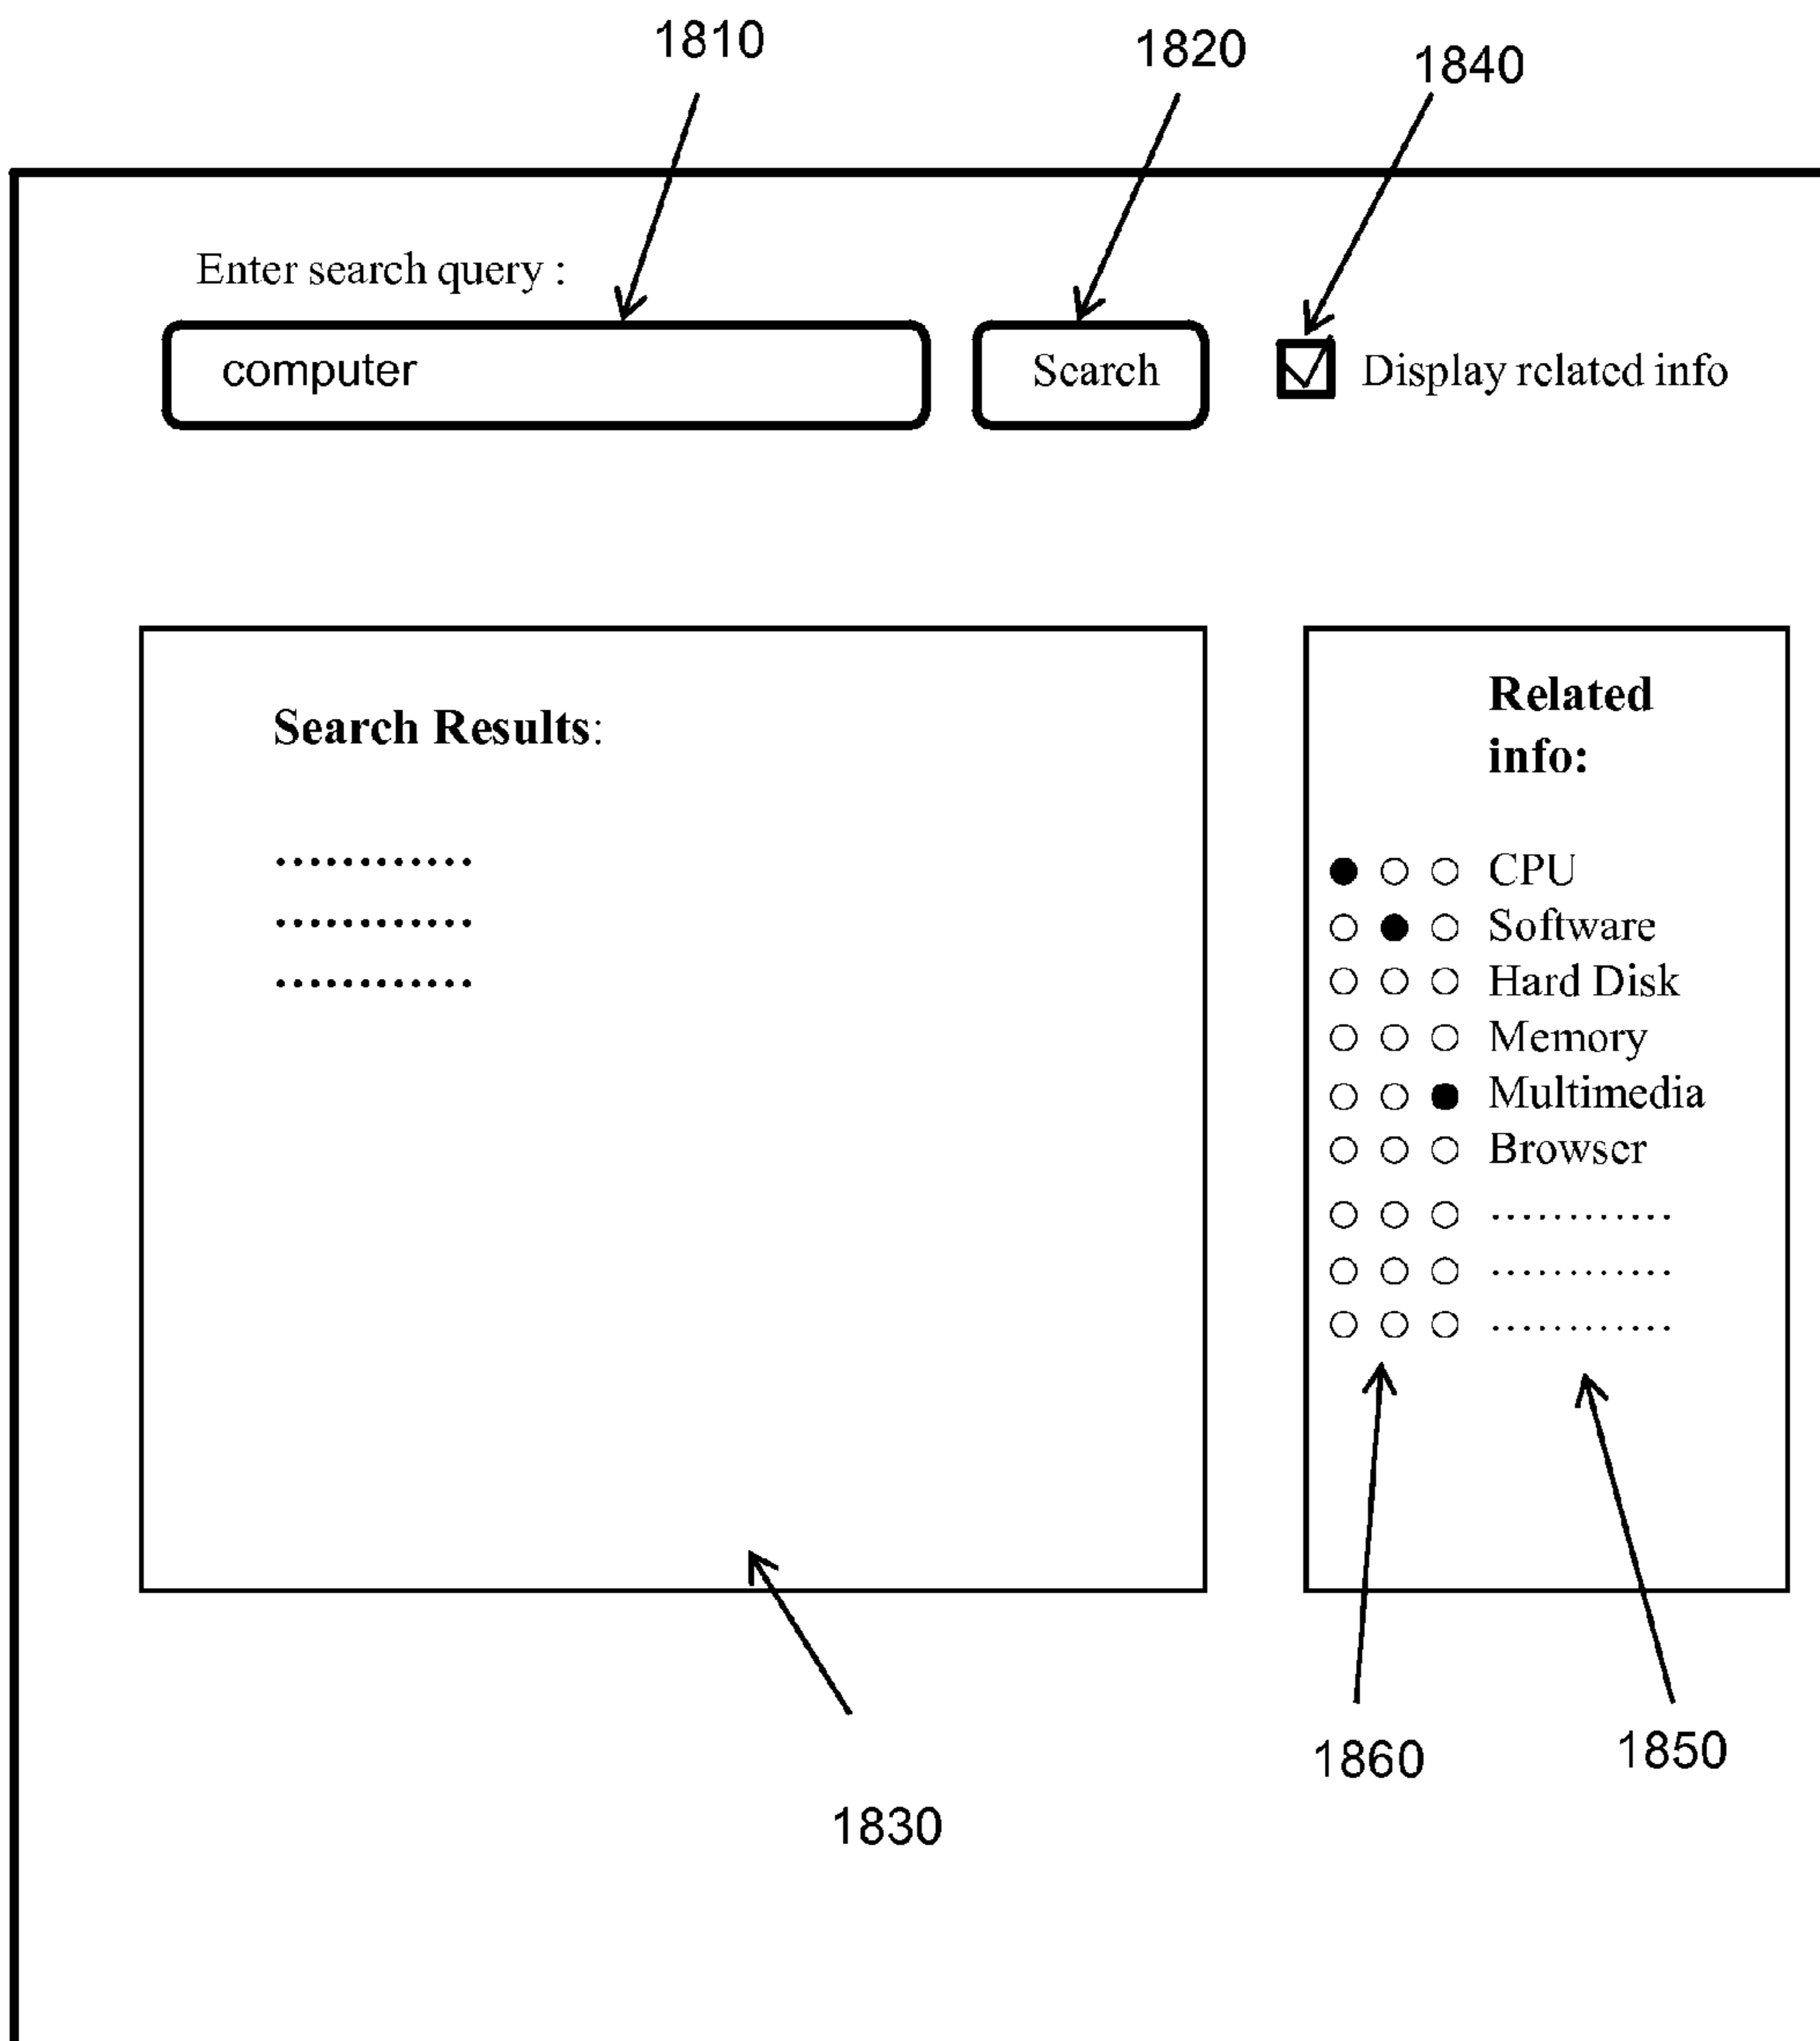 1810
1820
1840
Enter search query :
computer
Search
Display related info
Search Results:
............
............
............
Related
info:
CPU
Software
Hard Disk
Memory
Multimedia
Browser
............
............
............
1860
1850
1830